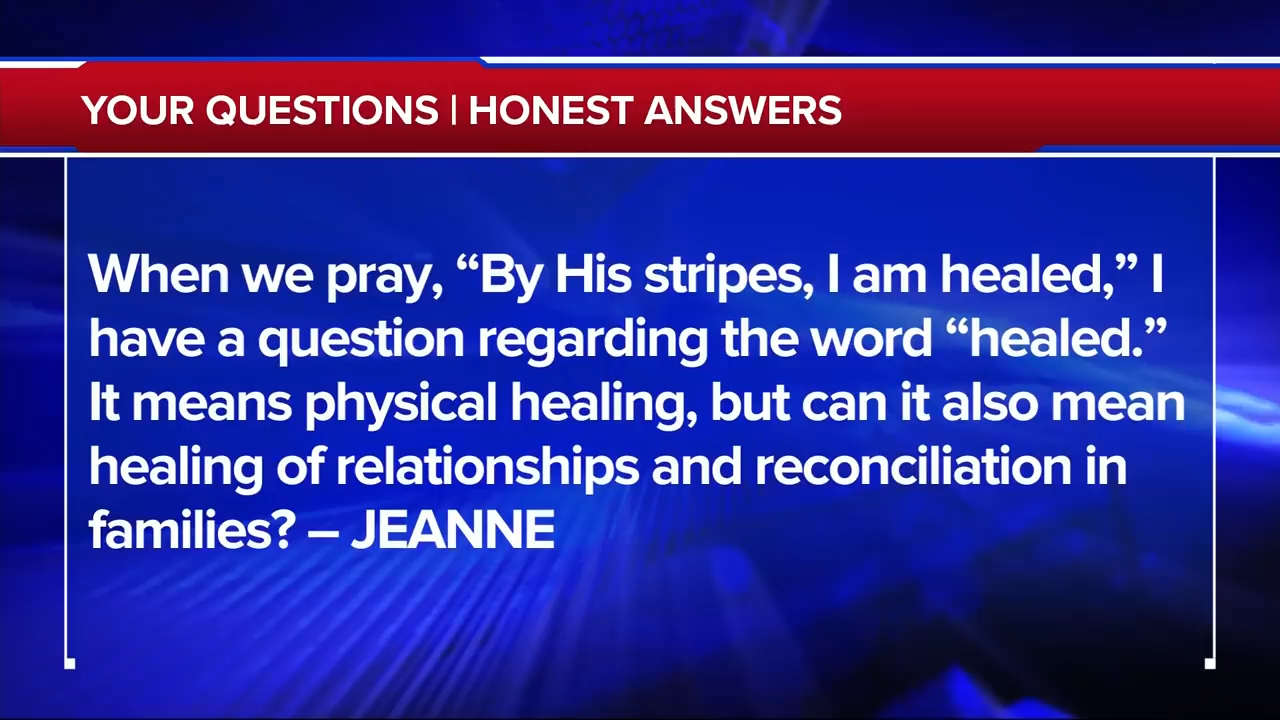 YOUR QUESTIONS | HONEST ANSWERS
When we pray, “By His stripes, I am healed,” I
have a question regarding the word “healed.”
It means physical healing, but can it also mean
healing of relationships and reconciliation in
families? – JEANNE